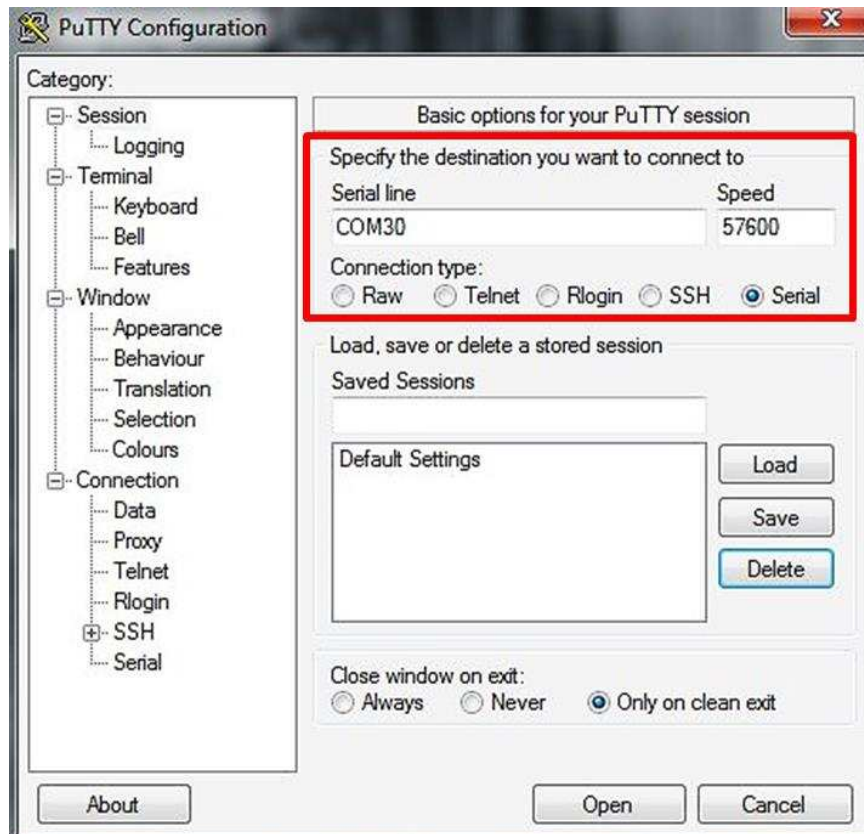 PuTTY Configuration
Category:
Session
Logging
Terminal
Keyboard
Bell
Features
Window
Appearance
Behaviour
Translation
Selection
Colours
Connection
Data
Proxy
Telnet
Rlogin
SSH
Serial
Basic options for your PuTTY session
Specify the destination you want to connect to
Serial line Speed
COM30 57600
Connection type:
Raw Telnet Rlogin SSH Serial
Load, save or delete a stored session
Saved Sessions
Default Settings
Load
Save
Delete
Close window on exit:
Always Never Only on clean exit
About Open Cancel